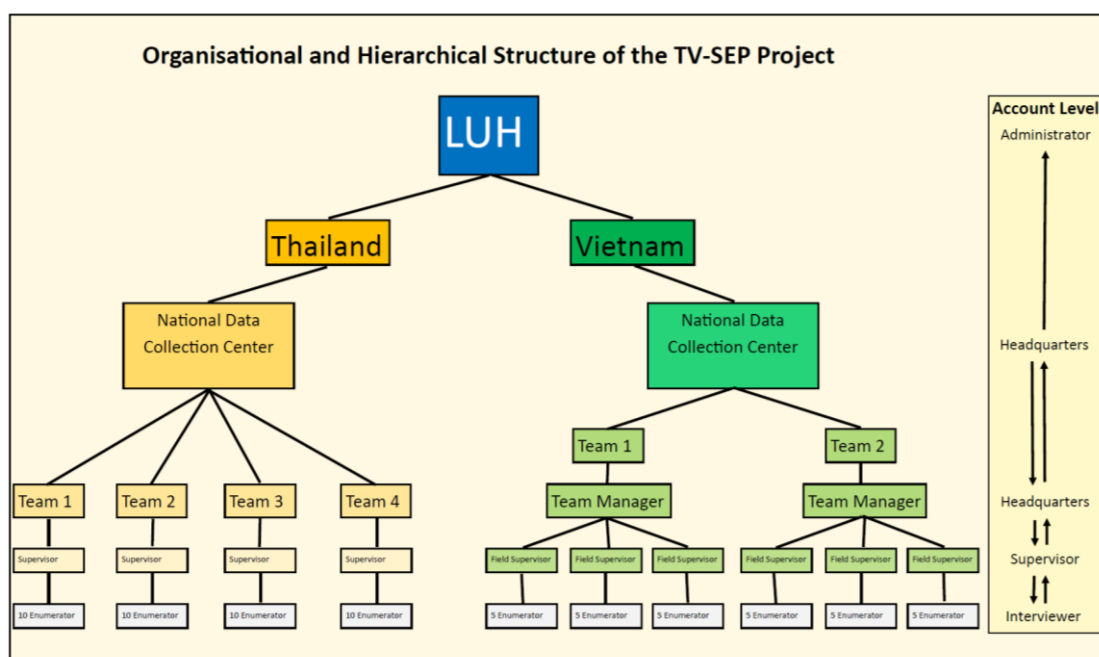 Organisational and Hierarchical Structure of the TV-SEP Project
LUH
Thailand
Vietnam
National Data
Collection Center
National Data
Collection Center
Team 1
Team 2
Team 1
Team 2
Team 3
Team 4
Team Manager
Team Manager
Supervisor
Supervisor
Supervisor
Supervisor
Field Supervisor
Field Supervisor
Field Supervisor
Field Supervisor
Field Supervisor
Field Supervisor
10 Enumerator
10 Enumerator
10 Enumerator
10 Enumerator
5 Enumerator
5 Enumerator
5 Enumerator
5 Enumerator
5 Enumerator
5 Enumerator
Account Level
Administrator
Headquarters
Headquarters
Supervisor
Interviewer